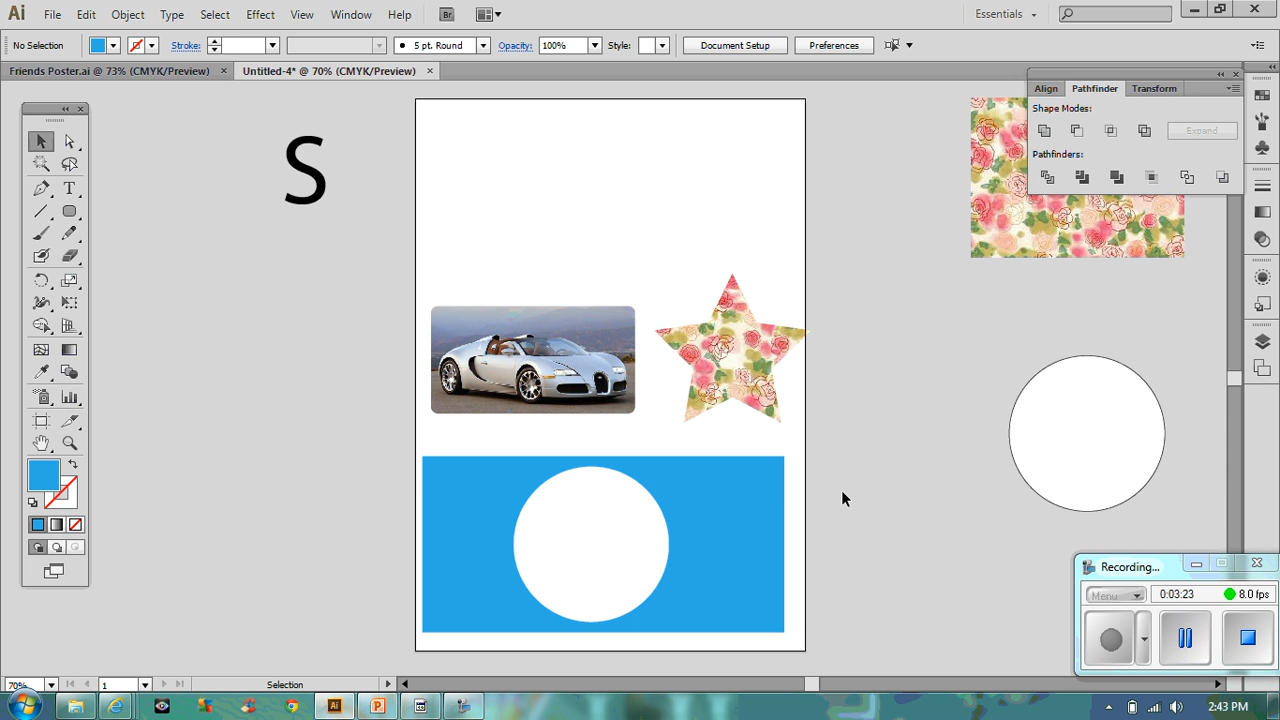 Ai File Edit Object Type Select Effect View Window Help Br Essentials
No Selection Stroke: 5 pt. Round Opacity: 100% Style: Document Setup Preferences
Friends Poster.ai @ 73% (CMYK/Preview) Untitled-4* @ 70% (CMYK/Preview)
Align Pathfinder Transform
Shape Modes:
Expand
Pathfinders:
S
T
Recording...
Menu 0:03:23 8.0 fps
70% 1 Selection
Ai P 2:43 PM